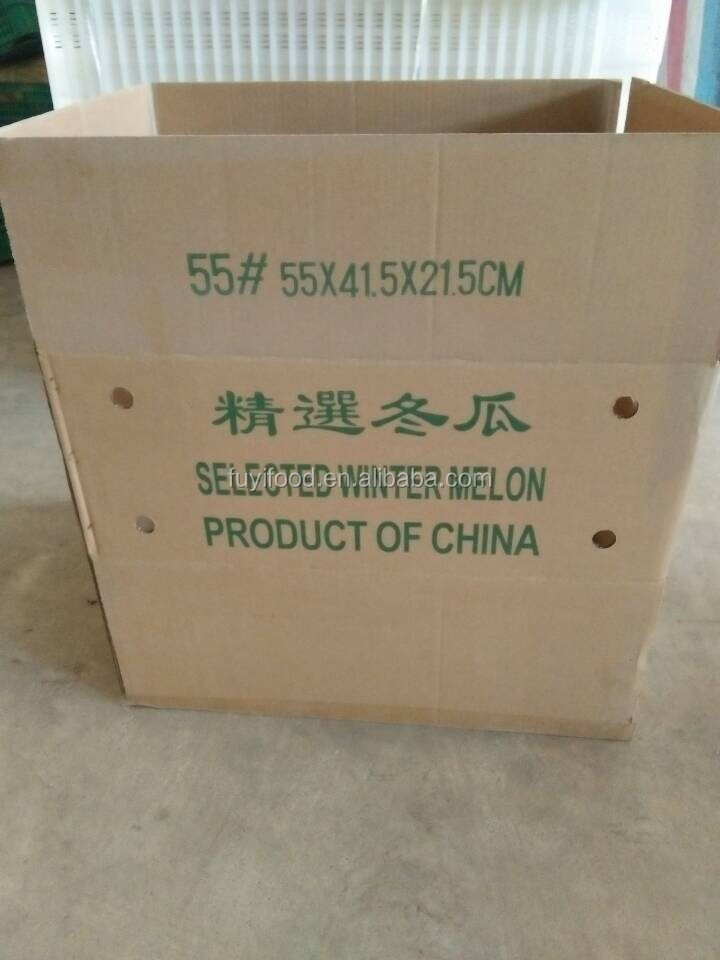 55# 55X41.5X21.5CM
精選冬瓜
fuyifood.en.alibaba.com
SELECTED WINTER MELON
PRODUCT OF CHINA